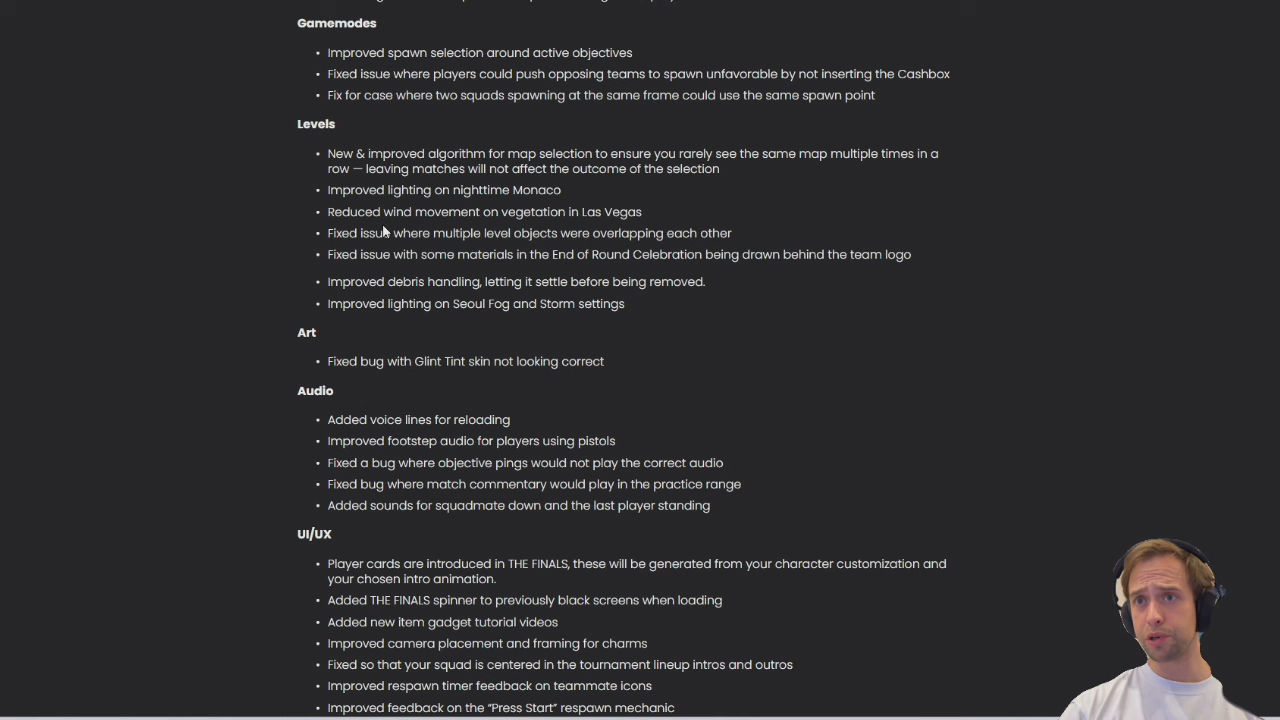 Gamemodes
• Improved spawn selection around active objectives
• Fixed issue where players could push opposing teams to spawn unfavorable by not inserting the Cashbox
• Fix for case where two squads spawning at the same frame could use the same spawn point
Levels
• New & improved algorithm for map selection to ensure you rarely see the same map multiple times in a
row — leaving matches will not affect the outcome of the selection
• Improved lighting on nighttime Monaco
• Reduced wind movement on vegetation in Las Vegas
• Fixed issue where multiple level objects were overlapping each other
• Fixed issue with some materials in the End of Round Celebration being drawn behind the team logo
• Improved debris handling, letting it settle before being removed.
• Improved lighting on Seoul Fog and Storm settings
Art
• Fixed bug with Glint Tint skin not looking correct
Audio
• Added voice lines for reloading
• Improved footstep audio for players using pistols
• Fixed a bug where objective pings would not play the correct audio
• Fixed bug where match commentary would play in the practice range
• Added sounds for squadmate down and the last player standing
UI/UX
• Player cards are introduced in THE FINALS, these will be generated from your character customization and
your chosen intro animation.
• Added THE FINALS spinner to previously black screens when loading
• Added new item gadget tutorial videos
• Improved camera placement and framing for charms
• Fixed so that your squad is centered in the tournament lineup intros and outros
• Improved respawn timer feedback on teammate icons
• Improved feedback on the "Press Start" respawn mechanic